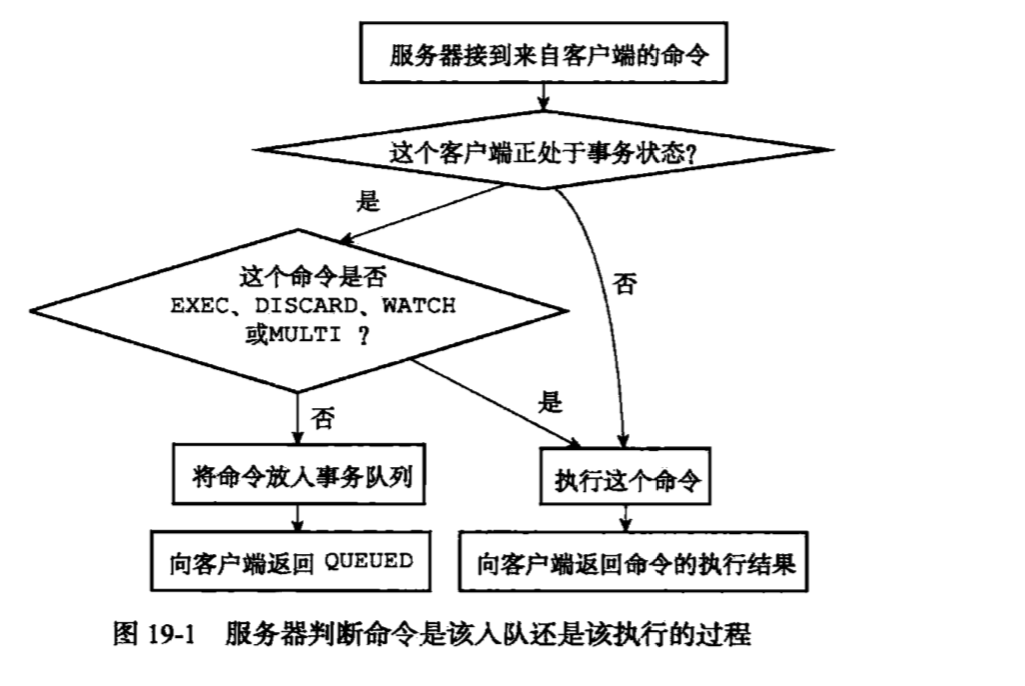 服务器接到来自客户端的命令
这个客户端正处于事务状态?
是
这个命令是否
EXEC、DISCARD、WATCH
或MULTI ?
否
是
否
将命令放入事务队列
执行这个命令
向客户端返回 QUEUED
向客户端返回命令的执行结果
图 19-1 服务器判断命令是该入队还是该执行的过程